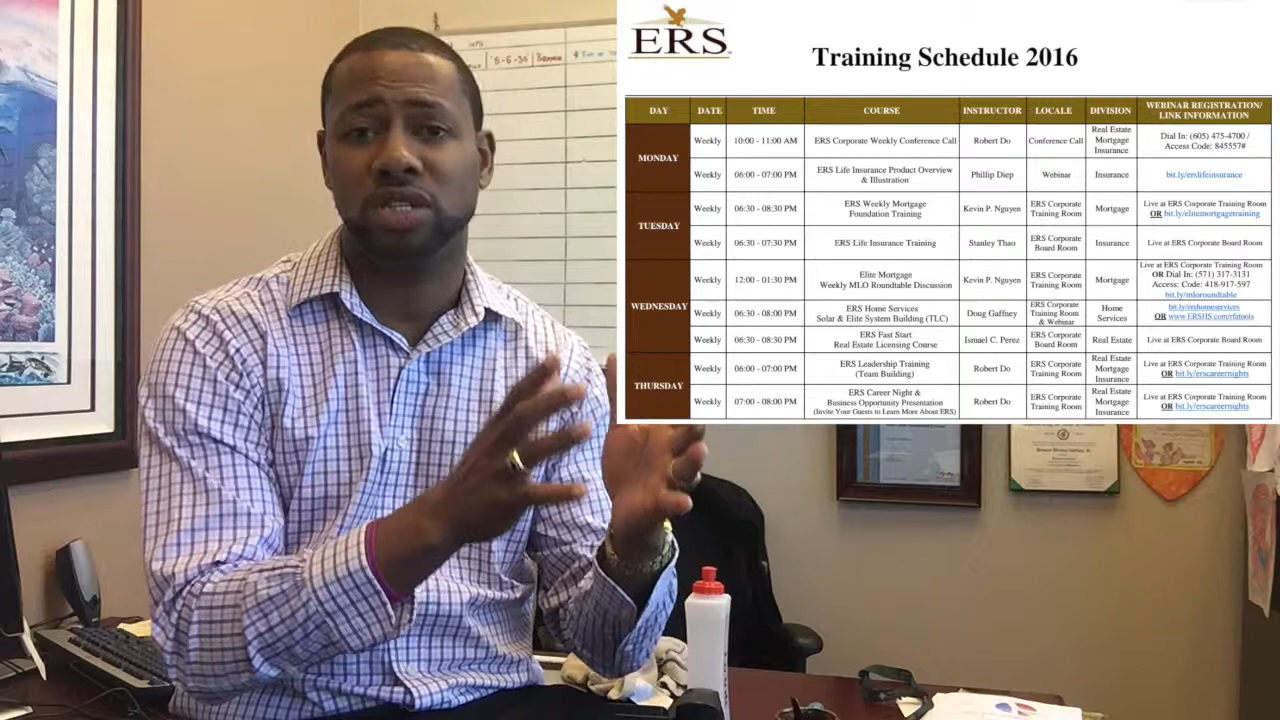 ERS
Training Schedule 2016
DAY DATE TIME COURSE INSTRUCTOR LOCALE DIVISION WEBINAR REGISTRATION/
LINK INFORMATION
MONDAY
Weekly 10:00 - 11:00 AM ERS Corporate Weekly Conference Call Robert Do Conference Call Real Estate
Mortgage
Insurance
Dial In: (605) 475-4700 /
Access Code: 845557#
Weekly 06:00 - 07:00 PM ERS Life Insurance Product Overview
& Illustration
Phillip Diep Webinar Insurance bit.ly/erslifeinsurance
TUESDAY
Weekly 06:30 - 08:30 PM ERS Weekly Mortgage
Foundation Training
Kevin P. Nguyen ERS Corporate
Training Room
Mortgage Live at ERS Corporate Training Room
OR bit.ly/elitemortgagetraining
Weekly 06:30 - 07:30 PM ERS Life Insurance Training Stanley Thao ERS Corporate
Board Room
Insurance Live at ERS Corporate Board Room
WEDNESDAY
Weekly 12:00 - 01:30 PM Elite Mortgage
Weekly MLO Roundtable Discussion
Kevin P. Nguyen ERS Corporate
Training Room
Mortgage Live at ERS Corporate Training Room
OR Dial In: (571) 317-3131
Access: Code: 418-917-597
bit.ly/mloroundtable
Weekly 06:30 - 08:00 PM ERS Home Services
Solar & Elite System Building (TLC)
Doug Gaffney ERS Corporate
Training Room
& Webinar
Home
Services
bit.ly/ershomeservices
OR www.ERSHS.com/rfatools
Weekly 06:30 - 08:30 PM ERS Fast Start
Real Estate Licensing Course
Ismael C. Perez ERS Corporate
Board Room
Real Estate Live at ERS Corporate Board Room
THURSDAY
Weekly 06:00 - 07:00 PM ERS Leadership Training
(Team Building)
Robert Do ERS Corporate
Training Room
Real Estate
Mortgage
Insurance
Live at ERS Corporate Training Room
OR bit.ly/erscareernights
Weekly 07:00 - 08:00 PM ERS Career Night &
Business Opportunity Presentation
(Invite Your Guests to Learn More About ERS)
Robert Do ERS Corporate
Training Room
Real Estate
Mortgage
Insurance
Live at ERS Corporate Training Room
OR bit.ly/erscareernights